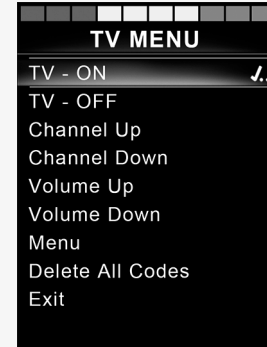 TV MENU
TV - ON
TV - OFF
Channel Up
Channel Down
Volume Up
Volume Down
Menu
Delete All Codes
Exit